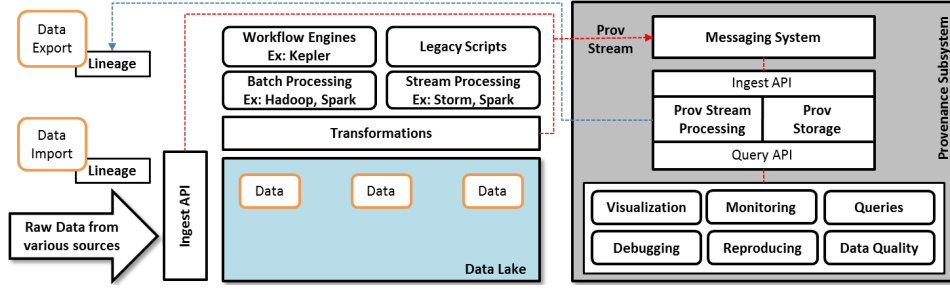 Data
Export
Lineage
Data
Import
Lineage
Raw Data from
various sources
Ingest API
Workflow Engines
Ex: Kepler
Legacy Scripts
Batch Processing
Ex: Hadoop, Spark
Stream Processing
Ex: Storm, Spark
Transformations
Data
Data
Data
Data Lake
Prov
Stream
Messaging System
Ingest API
Prov Stream
Processing
Prov
Storage
Query API
Visualization
Monitoring
Queries
Debugging
Reproducing
Data Quality
Provenance Subsystem